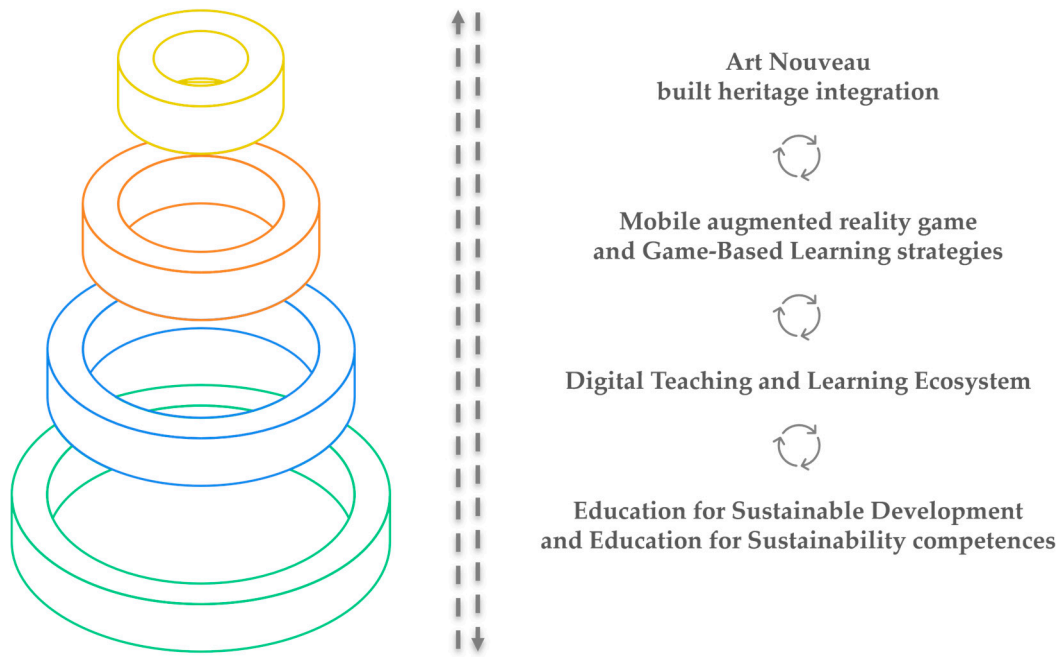 Art Nouveau
built heritage integration
Mobile augmented reality game
and Game-Based Learning strategies
Digital Teaching and Learning Ecosystem
Education for Sustainable Development
and Education for Sustainability competences